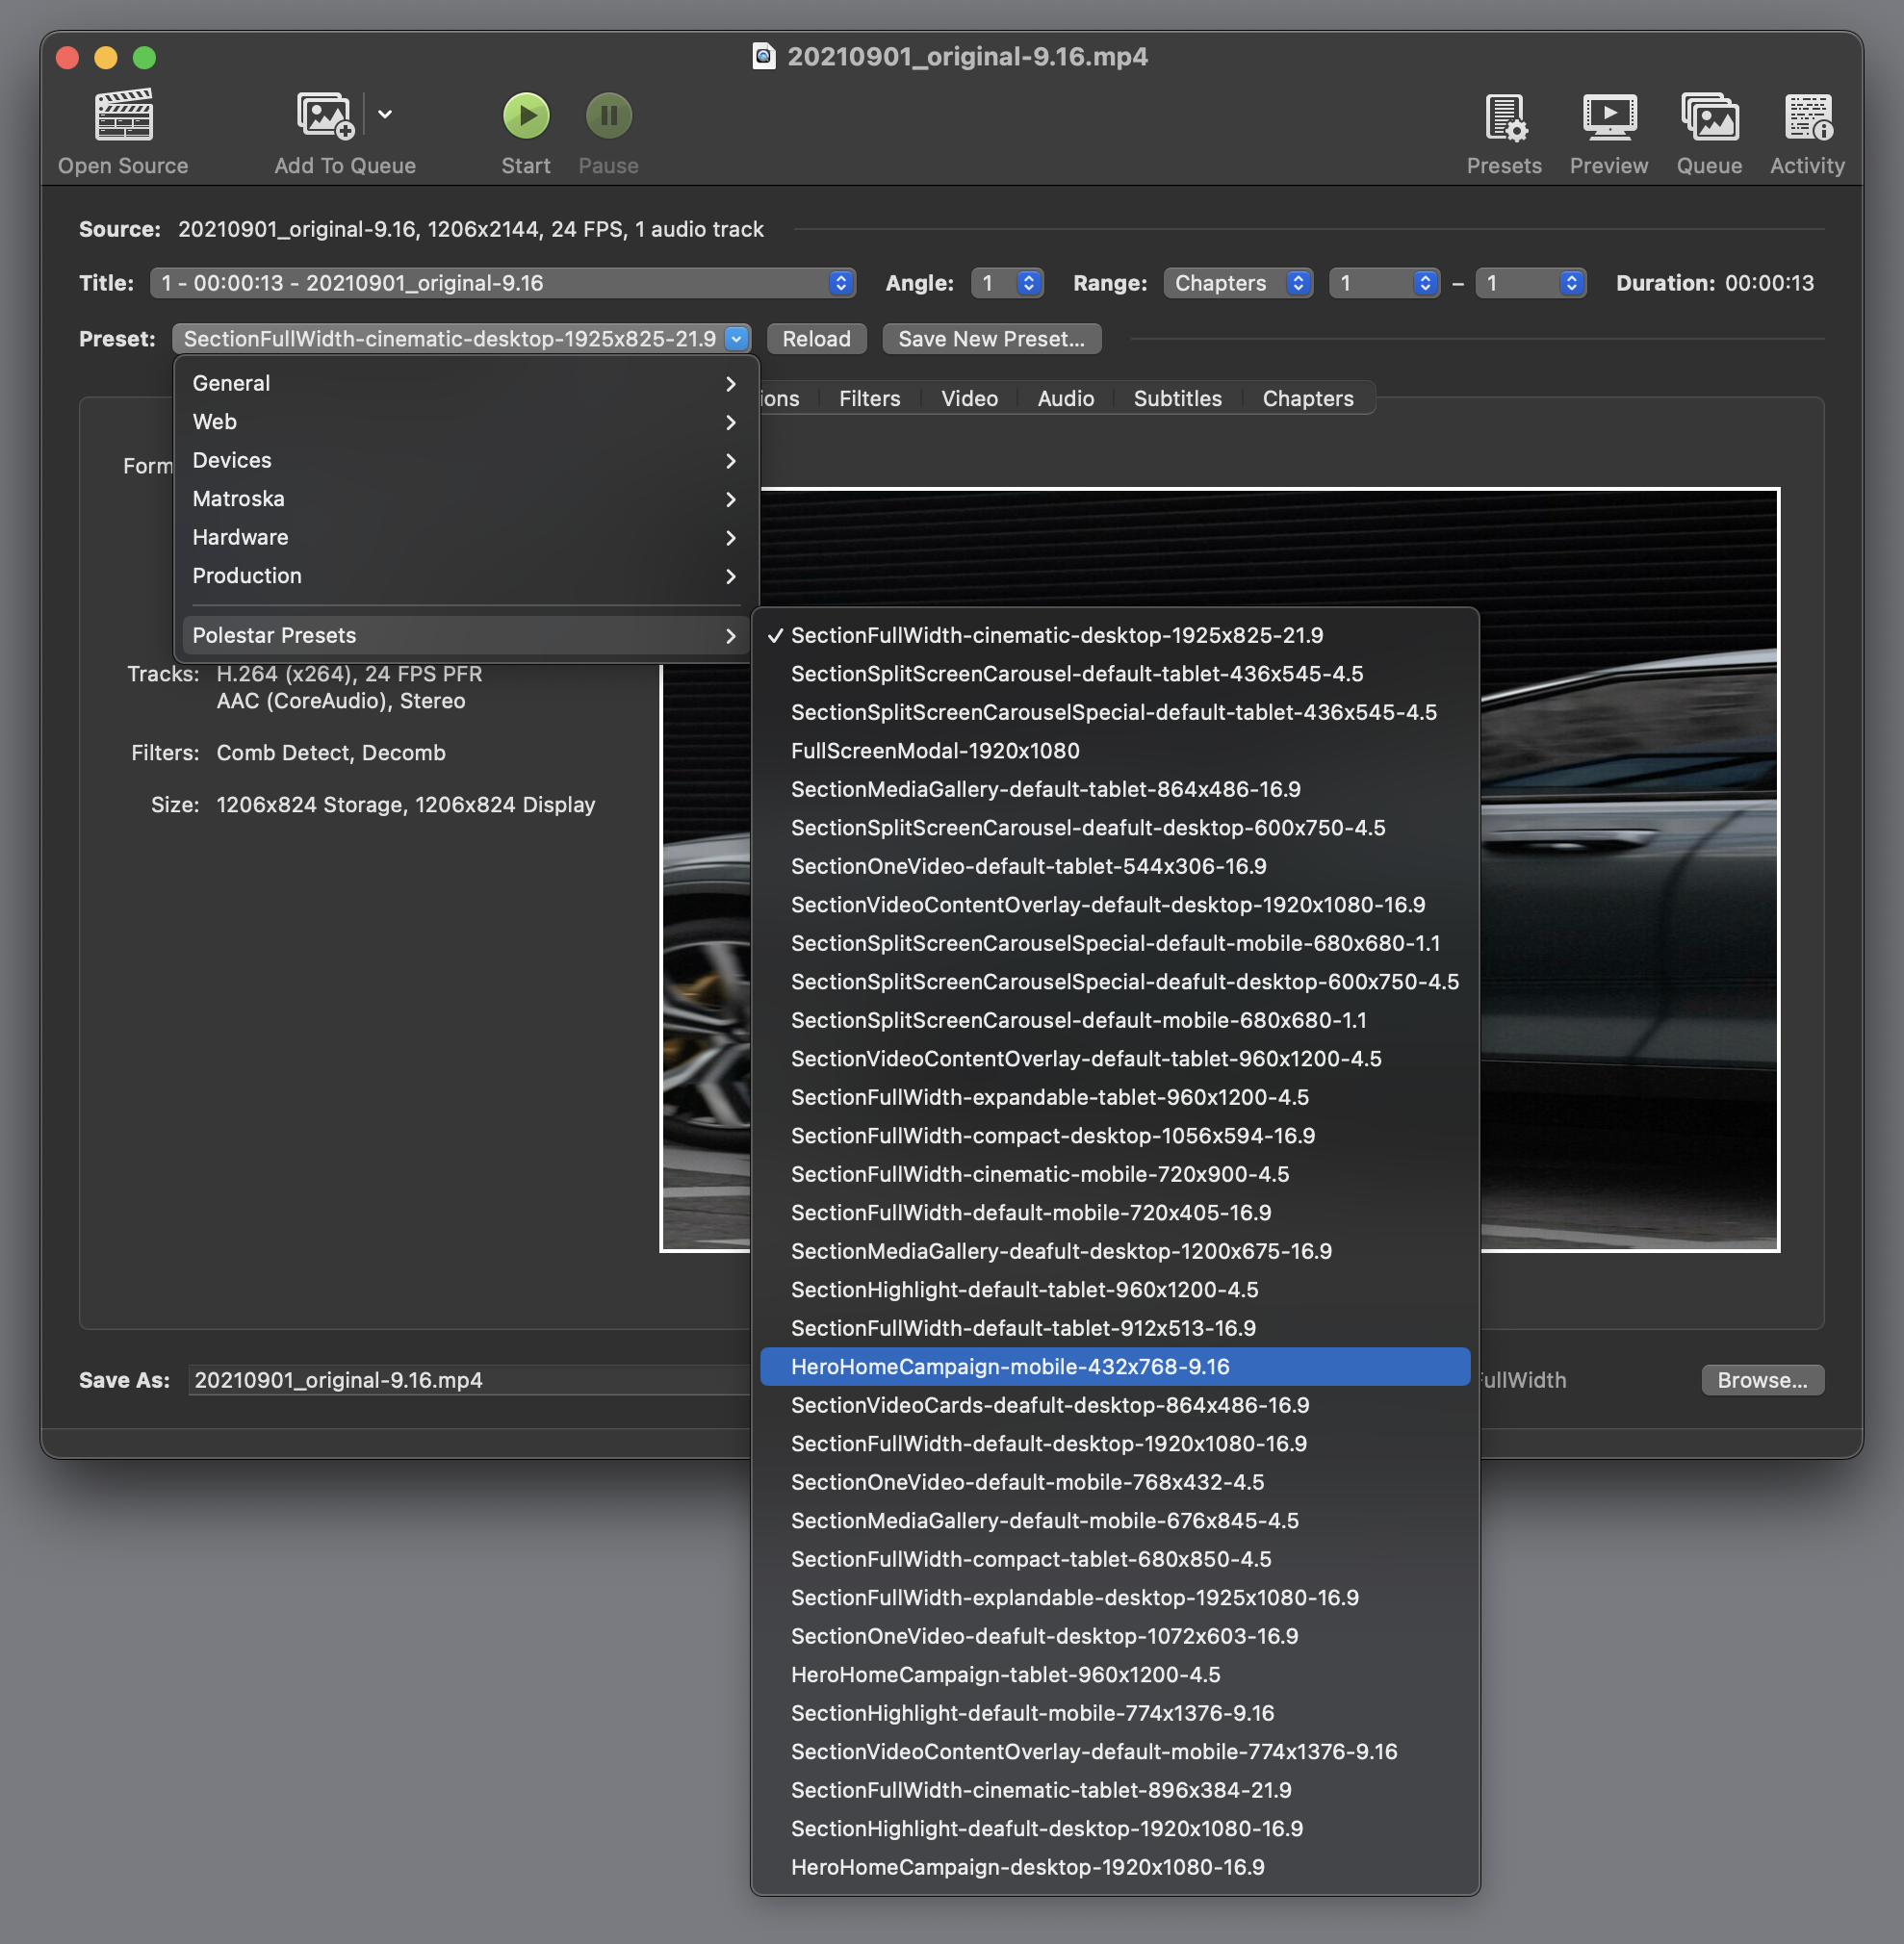 20210901_original-9.16.mp4
Open Source
Add To Queue
Start
Pause
Presets
Preview
Queue
Activity
Source: 20210901_original-9.16, 1206x2144, 24 FPS, 1 audio track
Title: 1 - 00:00:13 - 20210901_original-9.16
Angle: 1
Range: Chapters 1 – 1
Duration: 00:00:13
Preset: SectionFullWidth-cinematic-desktop-1925x825-21.9
Reload
Save New Preset...
General
Web
Devices
Matroska
Hardware
Production
Polestar Presets
ions
Filters
Video
Audio
Subtitles
Chapters
Form
Tracks: H.264 (x264), 24 FPS PFR
AAC (CoreAudio), Stereo
Filters: Comb Detect, Decomb
Size: 1206x824 Storage, 1206x824 Display
✓ SectionFullWidth-cinematic-desktop-1925x825-21.9
SectionSplitScreenCarousel-default-tablet-436x545-4.5
SectionSplitScreenCarouselSpecial-default-tablet-436x545-4.5
FullScreenModal-1920x1080
SectionMediaGallery-default-tablet-864x486-16.9
SectionSplitScreenCarousel-deafult-desktop-600x750-4.5
SectionOneVideo-default-tablet-544x306-16.9
SectionVideoContentOverlay-default-desktop-1920x1080-16.9
SectionSplitScreenCarouselSpecial-default-mobile-680x680-1.1
SectionSplitScreenCarouselSpecial-deafult-desktop-600x750-4.5
SectionSplitScreenCarousel-default-mobile-680x680-1.1
SectionVideoContentOverlay-default-tablet-960x1200-4.5
SectionFullWidth-expandable-tablet-960x1200-4.5
SectionFullWidth-compact-desktop-1056x594-16.9
SectionFullWidth-cinematic-mobile-720x900-4.5
SectionFullWidth-default-mobile-720x405-16.9
SectionMediaGallery-deafult-desktop-1200x675-16.9
SectionHighlight-default-tablet-960x1200-4.5
SectionFullWidth-default-tablet-912x513-16.9
HeroHomeCampaign-mobile-432x768-9.16
SectionVideoCards-deafult-desktop-864x486-16.9
SectionFullWidth-default-desktop-1920x1080-16.9
SectionOneVideo-default-mobile-768x432-4.5
SectionMediaGallery-default-mobile-676x845-4.5
SectionFullWidth-compact-tablet-680x850-4.5
SectionFullWidth-explandable-desktop-1925x1080-16.9
SectionOneVideo-deafult-desktop-1072x603-16.9
HeroHomeCampaign-tablet-960x1200-4.5
SectionHighlight-default-mobile-774x1376-9.16
SectionVideoContentOverlay-default-mobile-774x1376-9.16
SectionFullWidth-cinematic-tablet-896x384-21.9
SectionHighlight-deafult-desktop-1920x1080-16.9
HeroHomeCampaign-desktop-1920x1080-16.9
Save As: 20210901_original-9.16.mp4
ullWidth
Browse...